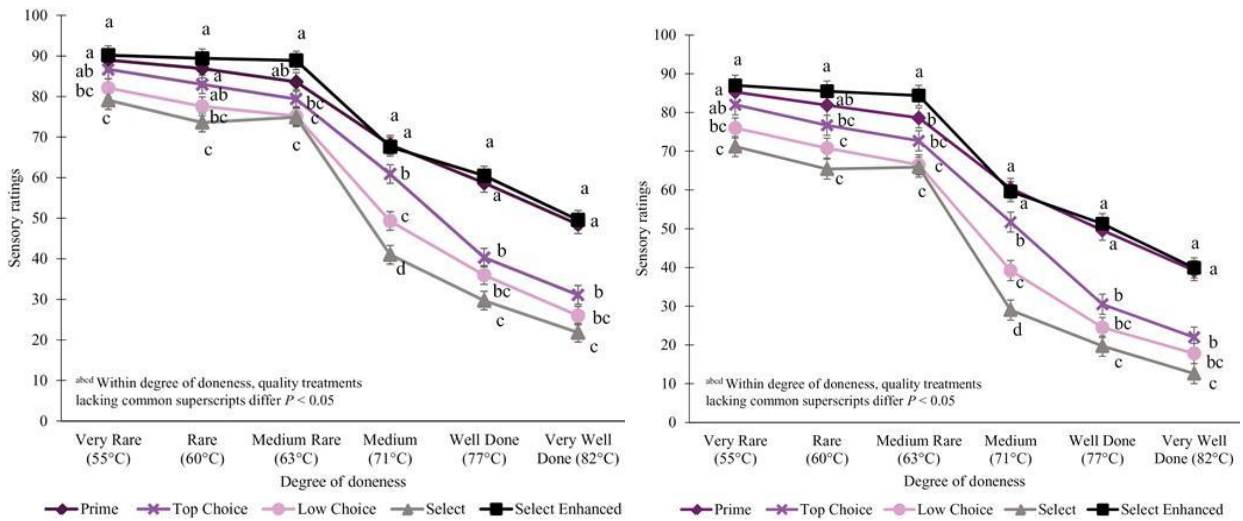 Sensory ratings
100
90
80
70
60
50
40
30
20
10
0
a
a
ab
bc
c
a
a
ab
bc
c
a
ab
bc
c
c
a
a
b
c
d
a
a
b
bc
c
a
a
b
bc
c
abcd Within degree of doneness, quality treatments
lacking common superscripts differ P < 0.05
Very Rare
(55°C)
Rare
(60°C)
Medium Rare
(63°C)
Medium
(71°C)
Well Done
(77°C)
Very Well
Done (82°C)
Degree of doneness
Prime Top Choice Low Choice Select Select Enhanced
Sensory ratings
100
90
80
70
60
50
40
30
20
10
0
a
a
ab
bc
c
a
ab
bc
c
c
a
b
bc
c
c
a
a
b
c
d
a
a
b
bc
c
a
a
b
bc
c
abcd Within degree of doneness, quality treatments
lacking common superscripts differ P < 0.05
Very Rare
(55°C)
Rare
(60°C)
Medium Rare
(63°C)
Medium
(71°C)
Well Done
(77°C)
Very Well
Done (82°C)
Degree of doneness
Prime Top Choice Low Choice Select Select Enhanced